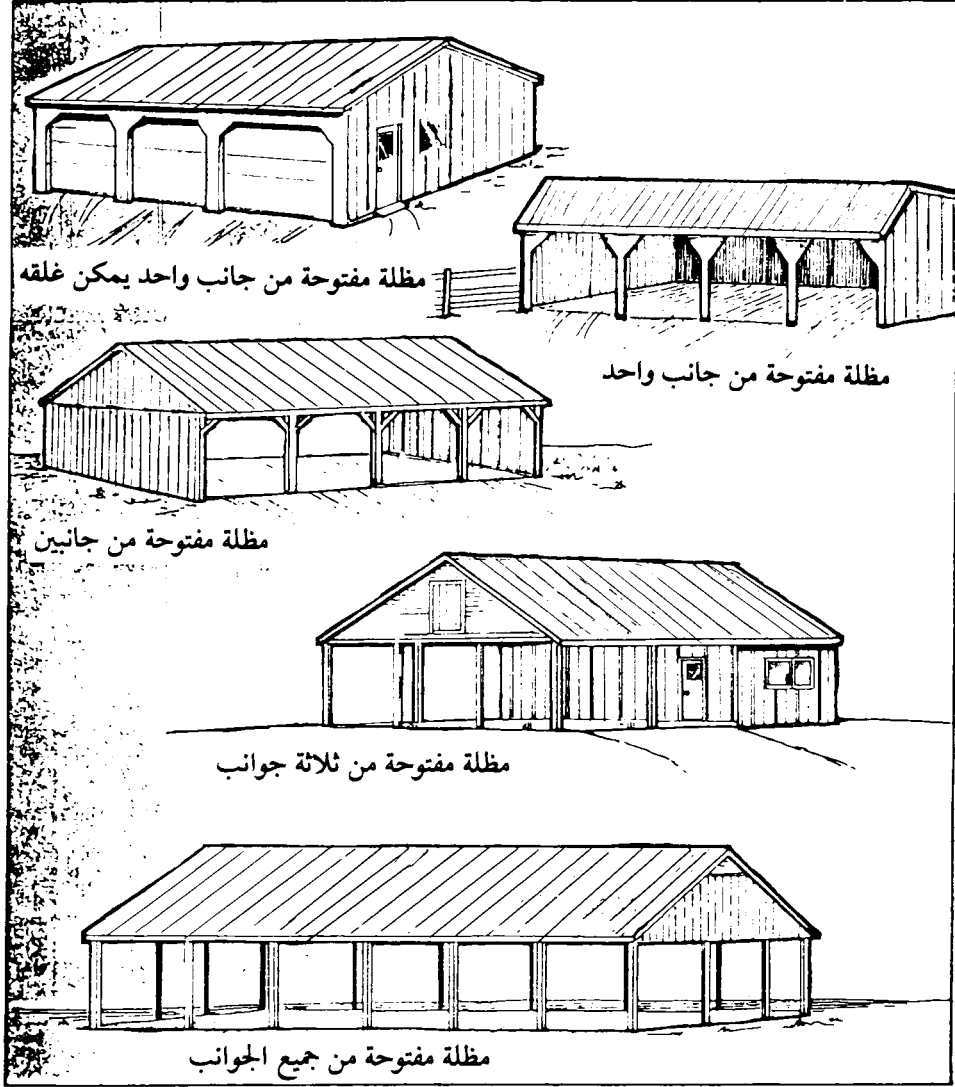 مظلة مفتوحة من جانب واحد يمكن غلقه
مظلة مفتوحة من جانب واحد
مظلة مفتوحة من جانبين
مظلة مفتوحة من ثلاثة جوانب
مظلة مفتوحة من جميع الجوانب